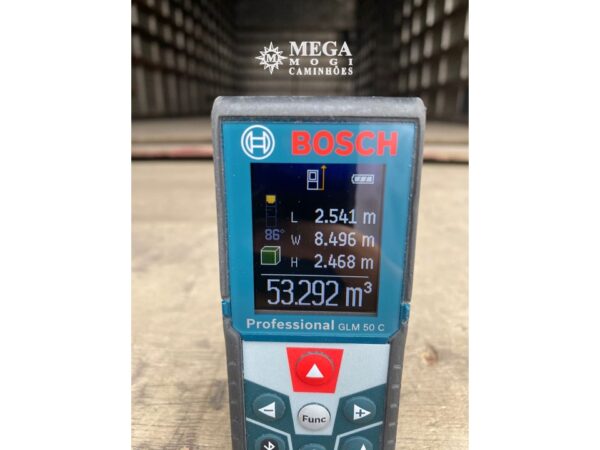 MEGA
MOGI
CAMINHÕES
BOSCH
L 2.541 m
86° W 8.496 m
H 2.468 m
53.292 m³
Professional GLM 50 C
Func